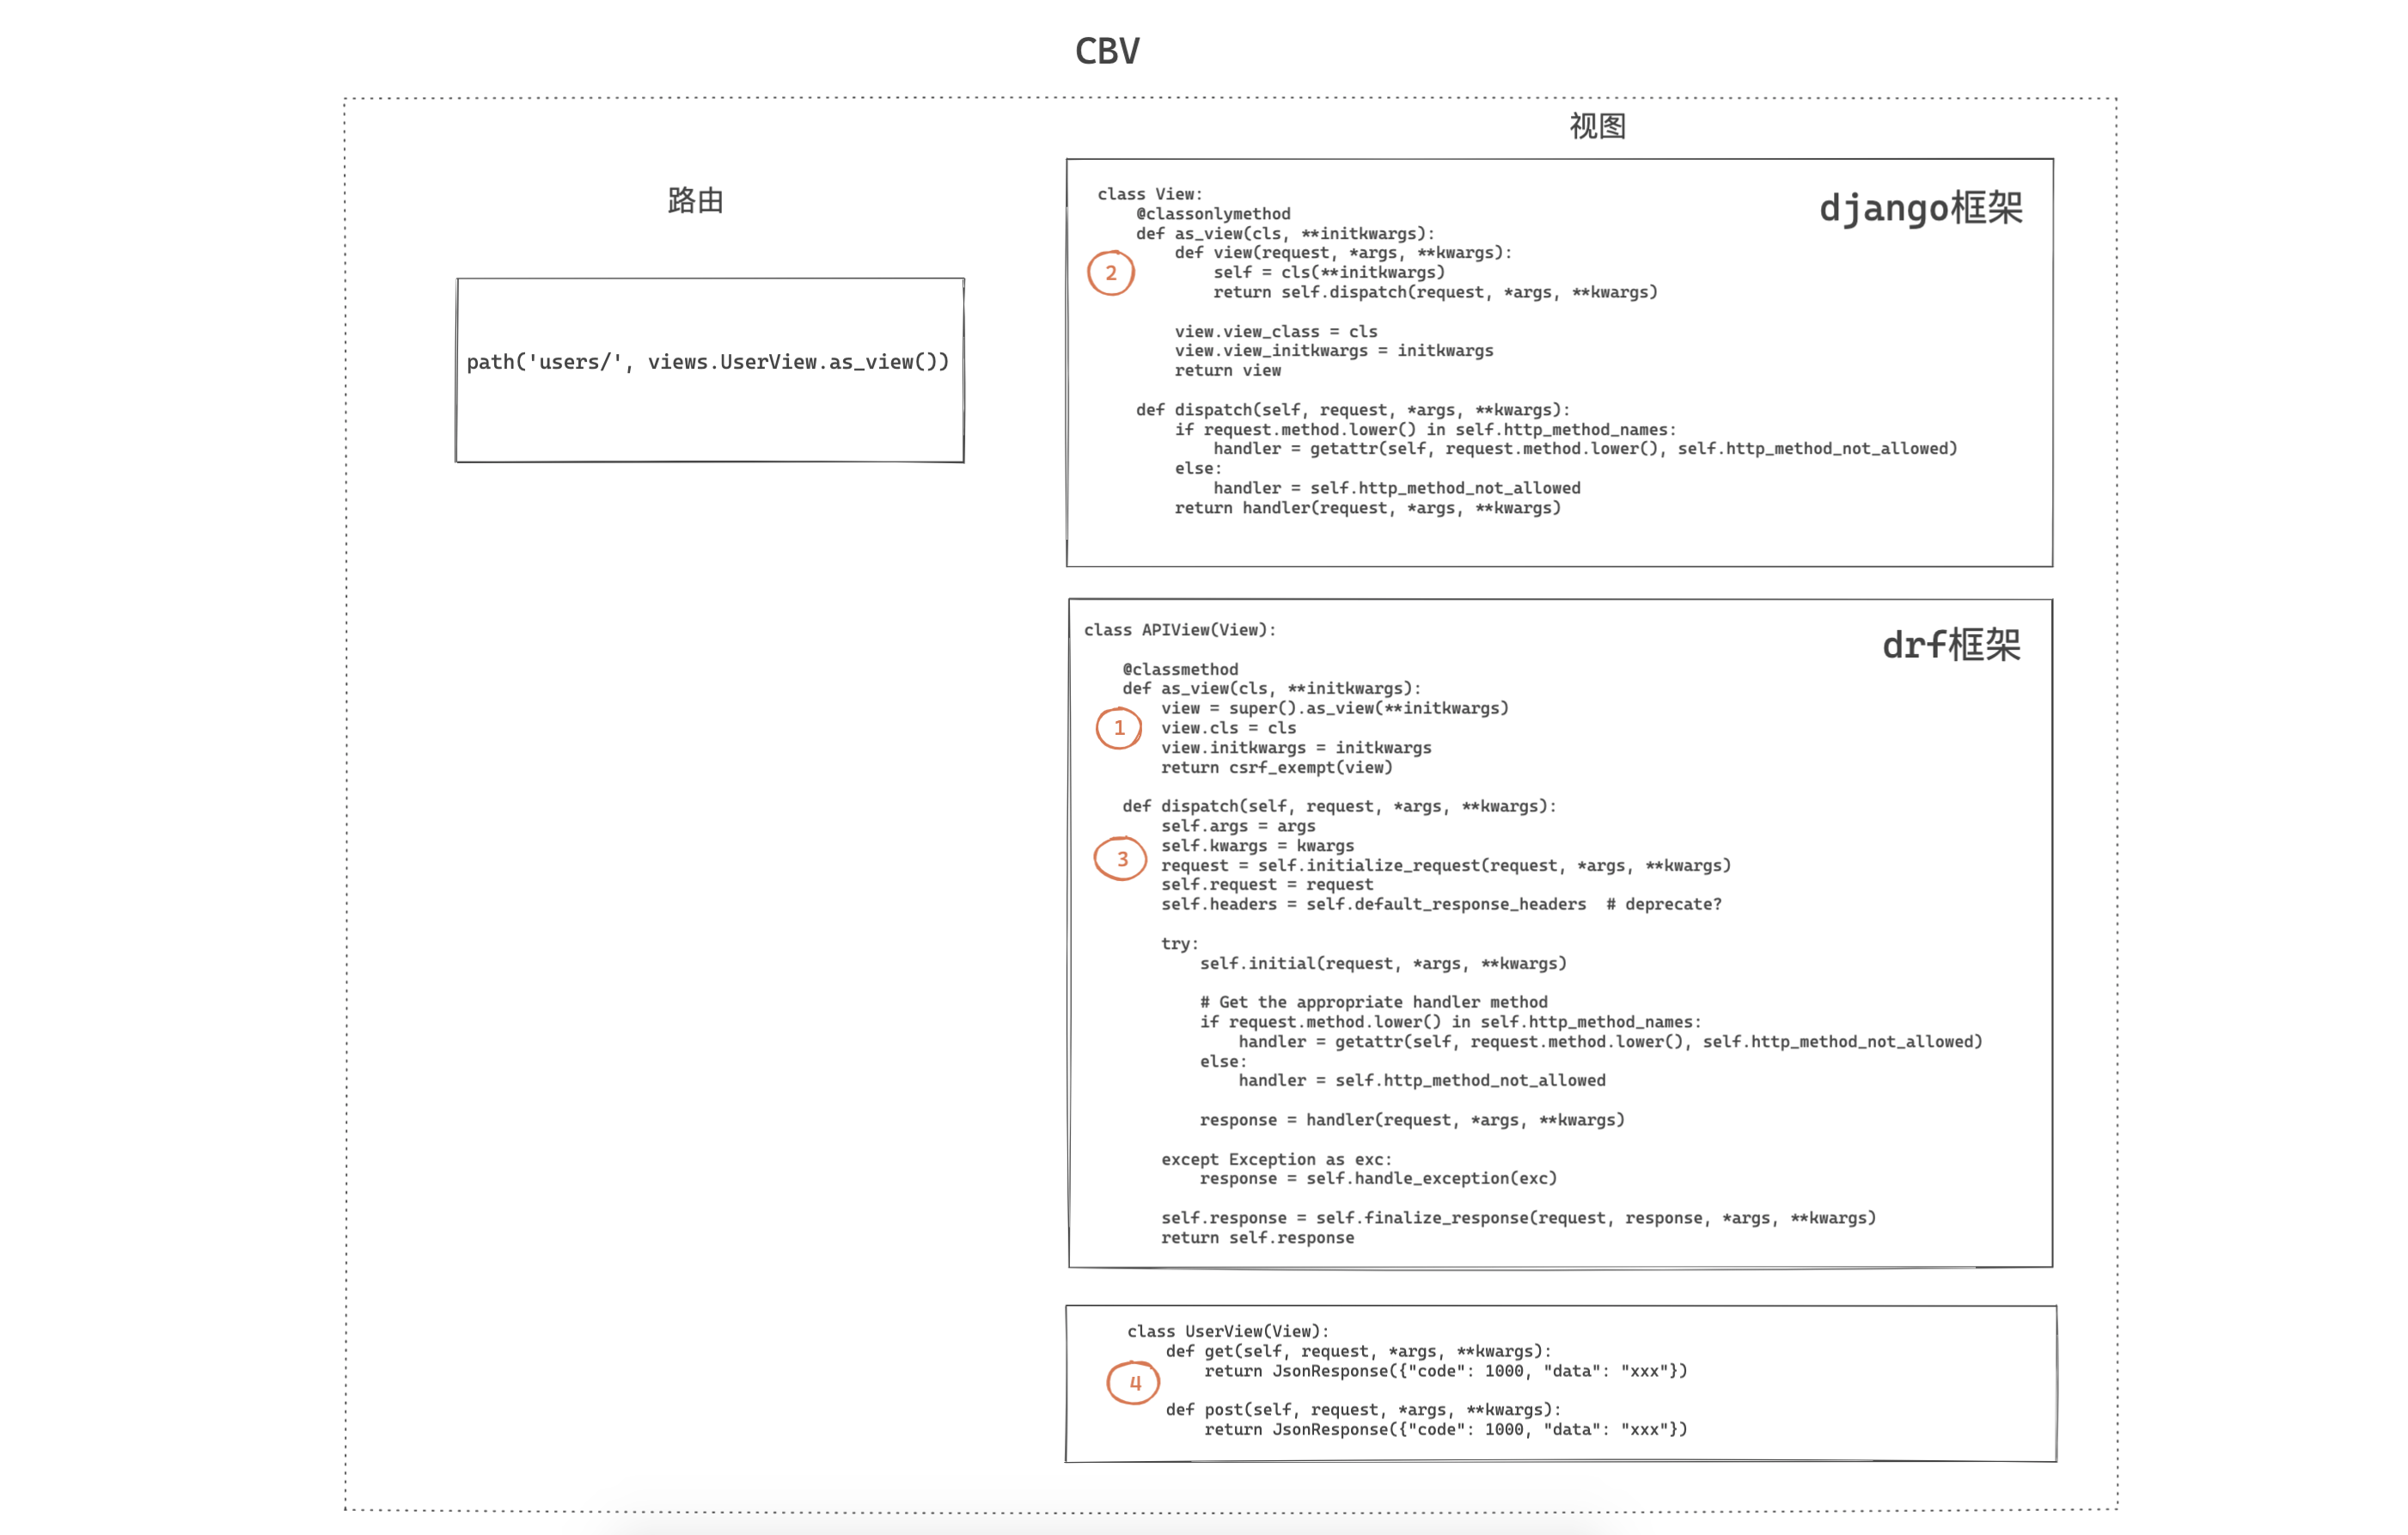 CBV
路由
path('users/', views.UserView.as_view())
视图
django框架
class View:
    @classonlymethod
    def as_view(cls, **initkwargs):
        def view(request, *args, **kwargs):
            self = cls(**initkwargs)
            return self.dispatch(request, *args, **kwargs)
        view.view_class = cls
        view.view_initkwargs = initkwargs
        return view
    def dispatch(self, request, *args, **kwargs):
        if request.method.lower() in self.http_method_names:
            handler = getattr(self, request.method.lower(), self.http_method_not_allowed)
        else:
            handler = self.http_method_not_allowed
        return handler(request, *args, **kwargs)
2
drf框架
class APIView(View):
    @classmethod
    def as_view(cls, **initkwargs):
        view = super().as_view(**initkwargs)
        view.cls = cls
        view.initkwargs = initkwargs
        return csrf_exempt(view)
1
    def dispatch(self, request, *args, **kwargs):
        self.args = args
        self.kwargs = kwargs
        request = self.initialize_request(request, *args, **kwargs)
        self.request = request
        self.headers = self.default_response_headers  # deprecate?
3
        try:
            self.initial(request, *args, **kwargs)
            # Get the appropriate handler method
            if request.method.lower() in self.http_method_names:
                handler = getattr(self, request.method.lower(), self.http_method_not_allowed)
            else:
                handler = self.http_method_not_allowed
            response = handler(request, *args, **kwargs)
        except Exception as exc:
            response = self.handle_exception(exc)
        self.response = self.finalize_response(request, response, *args, **kwargs)
        return self.response
class UserView(View):
    def get(self, request, *args, **kwargs):
        return JsonResponse({"code": 1000, "data": "xxx"})
4
    def post(self, request, *args, **kwargs):
        return JsonResponse({"code": 1000, "data": "xxx"})